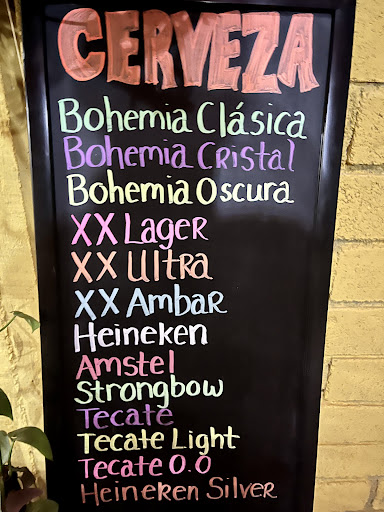 CERVEZA
Bohemia Clásica
Bohemia Cristal
Bohemia Oscura
XX Lager
XX Ultra
XX Ambar
Heineken
Amstel
Strongbow
Tecate
Tecate Light
Tecate 0.0
Heineken Silver